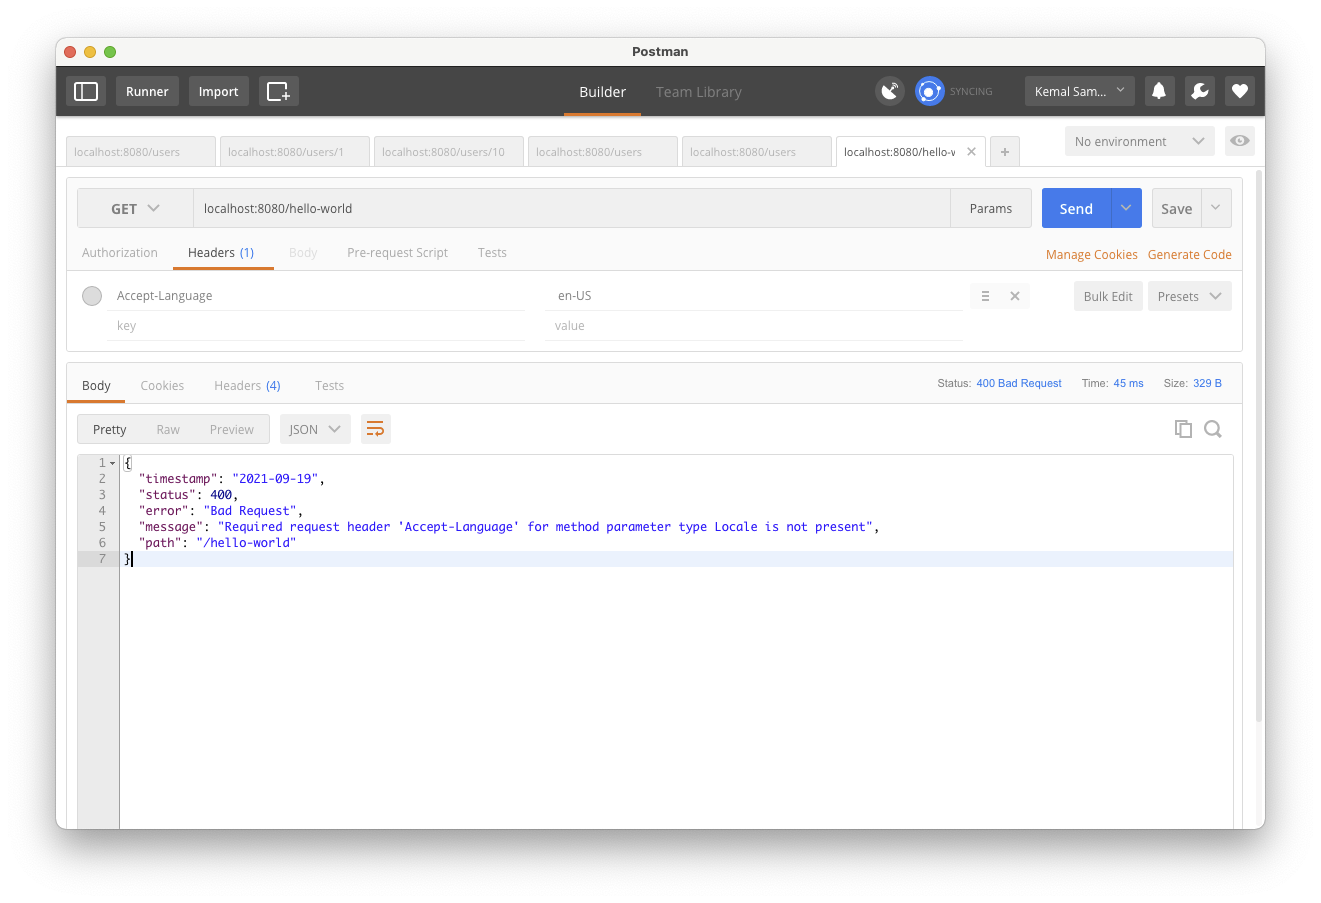 Postman
Runner Import Builder Team Library SYNCING Kemal Sam...
localhost:8080/users localhost:8080/users/1 localhost:8080/users/10 localhost:8080/users localhost:8080/users localhost:8080/hello-w + No environment
GET localhost:8080/hello-world Params Send Save
Authorization Headers (1) Body Pre-request Script Tests Manage Cookies Generate Code
Accept-Language en-US Bulk Edit Presets
key value
Body Cookies Headers (4) Tests Status: 400 Bad Request Time: 45 ms Size: 329 B
Pretty Raw Preview JSON
1 {
2 "timestamp": "2021-09-19",
3 "status": 400,
4 "error": "Bad Request",
5 "message": "Required request header 'Accept-Language' for method parameter type Locale is not present",
6 "path": "/hello-world"
7 }